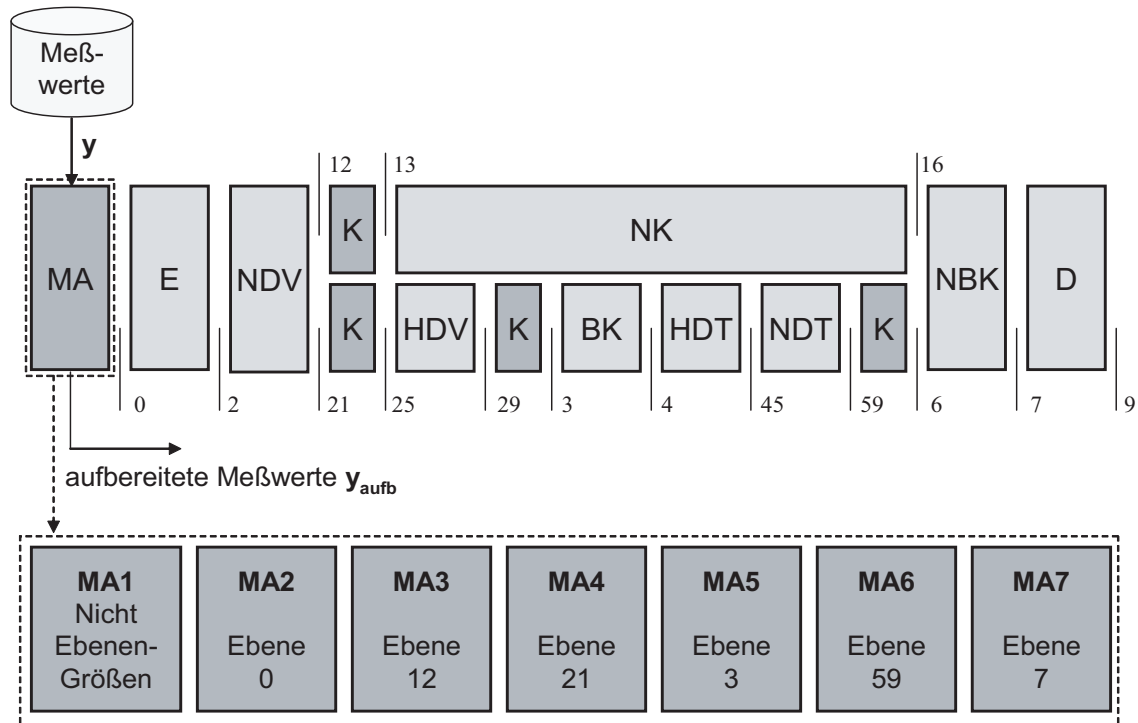 Meß-
werte
y
12 13 16
MA E NDV K NK NBK D
K HDV K BK HDT NDT K
0 2 21 25 29 3 4 45 59 6 7 9
aufbereitete Meßwerte y_aufb
MA1
Nicht
Ebenen-
Größen
MA2
Ebene
0
MA3
Ebene
12
MA4
Ebene
21
MA5
Ebene
3
MA6
Ebene
59
MA7
Ebene
7